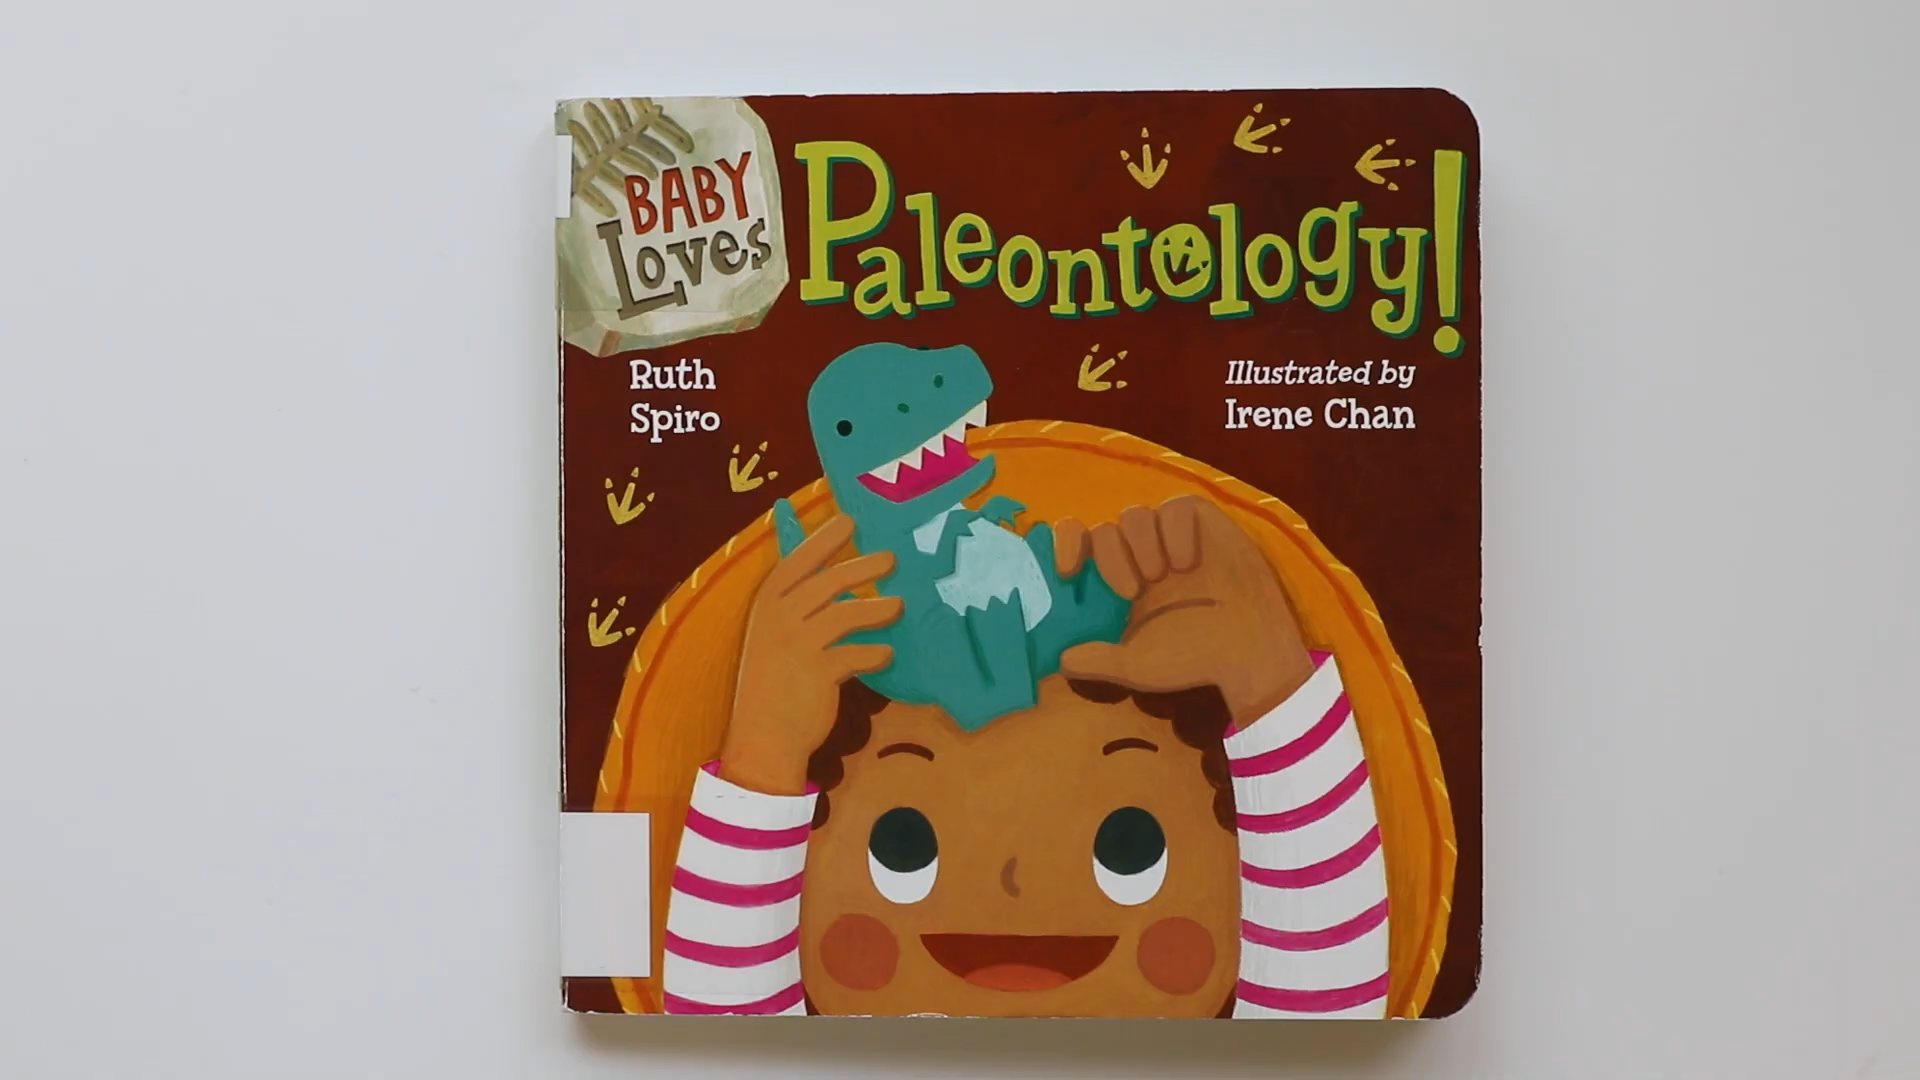 BABY
Loves
Paleontology!
Ruth
Spiro
Illustrated by
Irene Chan